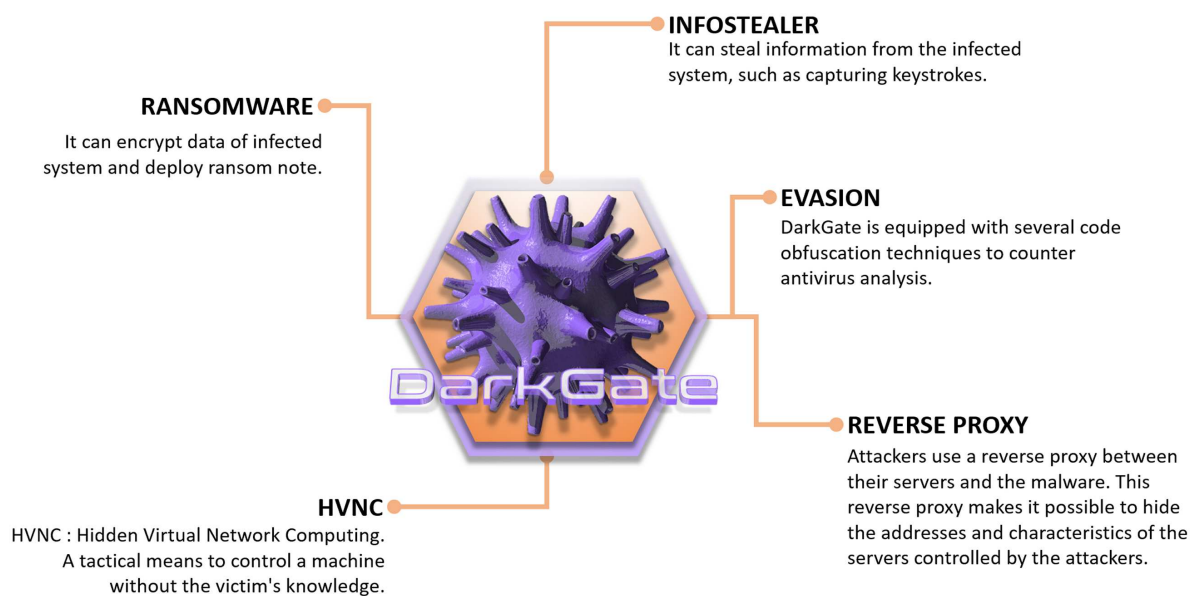 INFOSTEALER
It can steal information from the infected
system, such as capturing keystrokes.
RANSOMWARE
It can encrypt data of infected
system and deploy ransom note.
EVASION
DarkGate is equipped with several code
obfuscation techniques to counter
antivirus analysis.
DarkGate
REVERSE PROXY
Attackers use a reverse proxy between
their servers and the malware. This
reverse proxy makes it possible to hide
the addresses and characteristics of the
servers controlled by the attackers.
HVNC
HVNC : Hidden Virtual Network Computing.
A tactical means to control a machine
without the victim's knowledge.